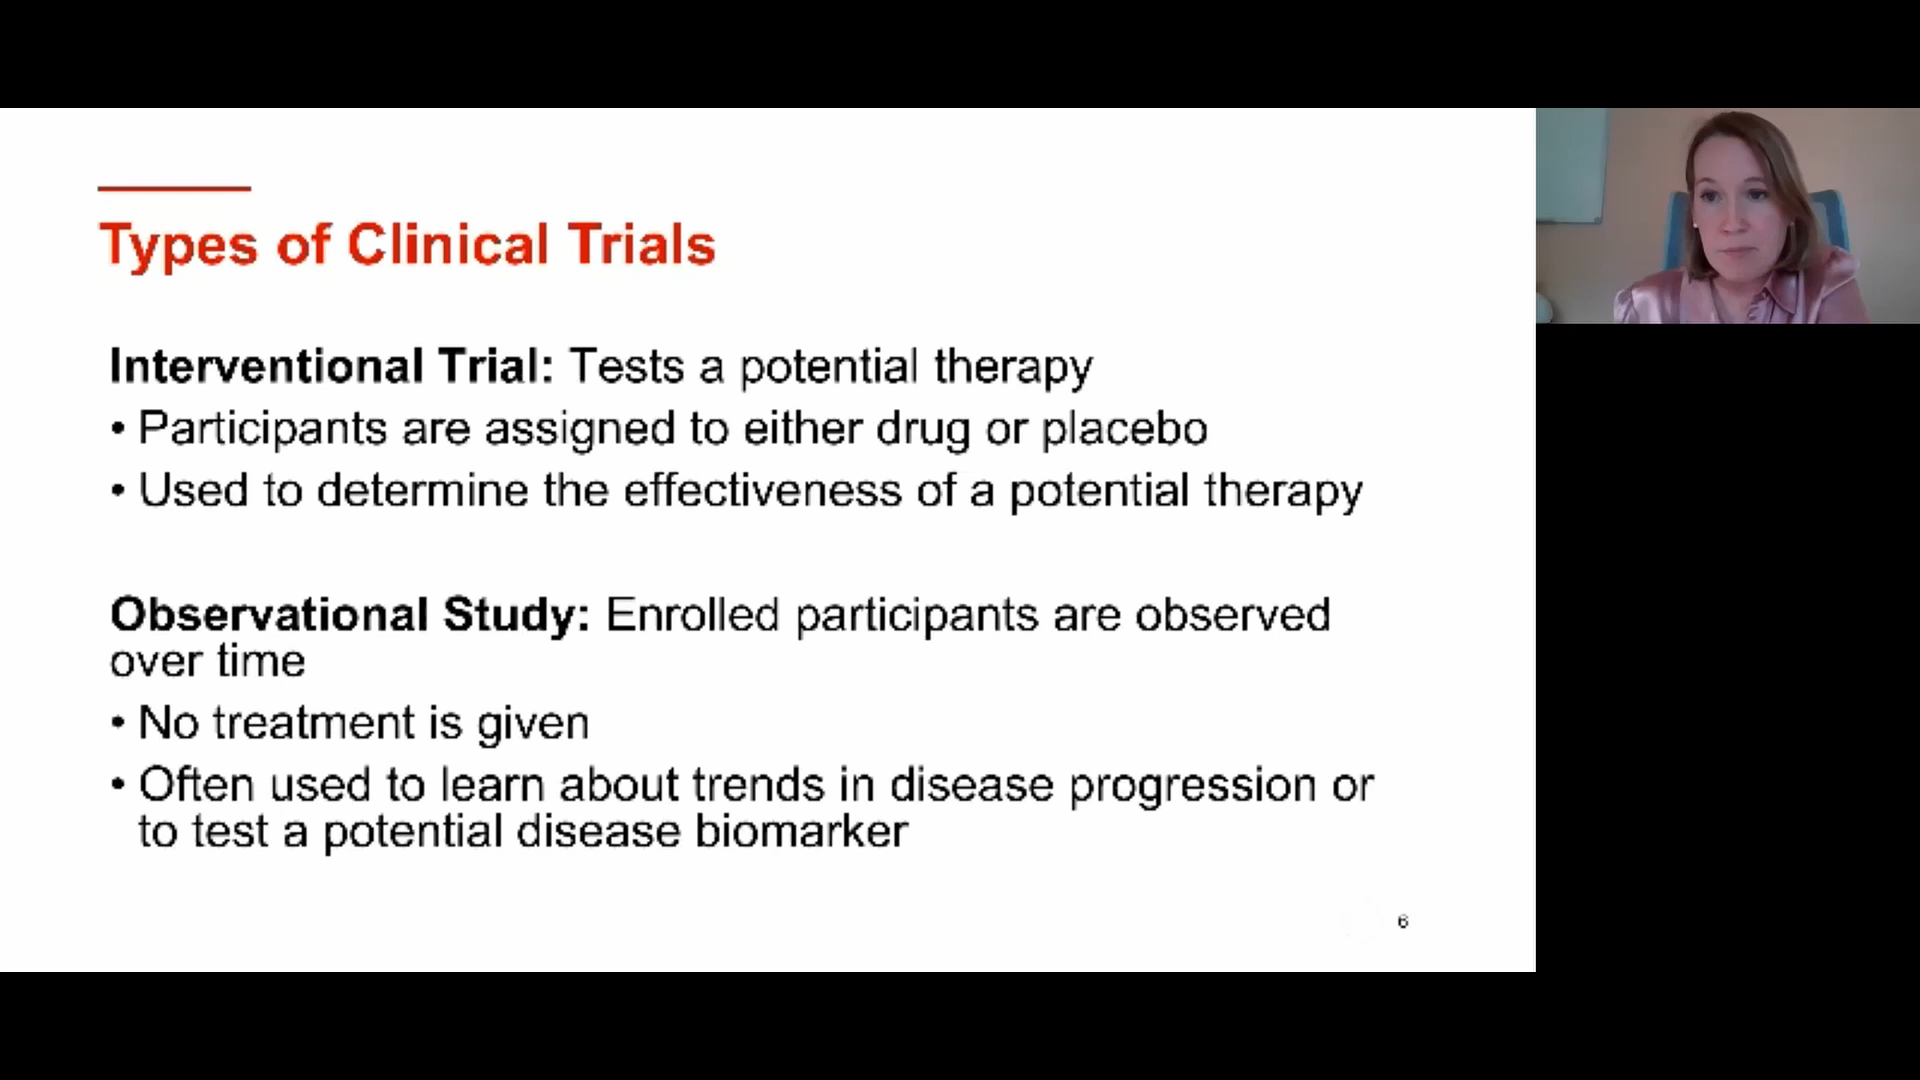 Types of Clinical Trials
Interventional Trial: Tests a potential therapy
• Participants are assigned to either drug or placebo
• Used to determine the effectiveness of a potential therapy
Observational Study: Enrolled participants are observed
over time
• No treatment is given
• Often used to learn about trends in disease progression or
to test a potential disease biomarker
6